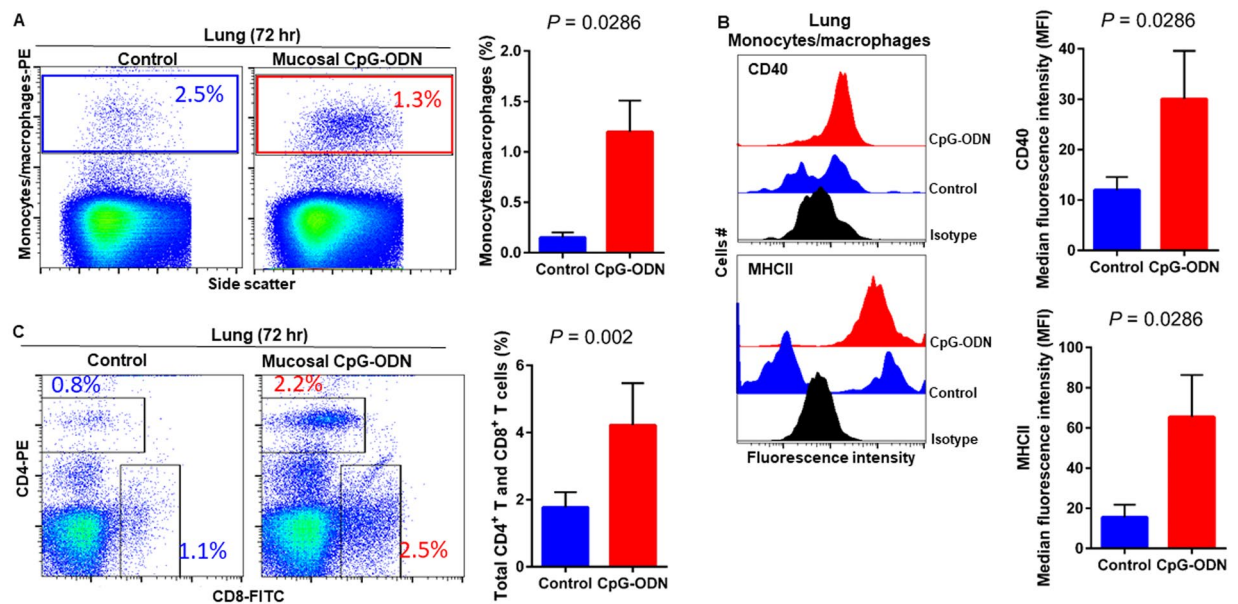 A
Lung (72 hr)
Control
Mucosal CpG-ODN
2.5%
1.3%
Monocytes/macrophages-PE
Side scatter
P = 0.0286
Monocytes/macrophages (%)
2.0
1.5
1.0
0.5
0.0
Control CpG-ODN
B
Lung
Monocytes/macrophages
CD40
CpG-ODN
Control
Isotype
Cells #
MHCII
CpG-ODN
Control
Isotype
Fluorescence intensity
P = 0.0286
CD40
Median fluorescence intensity (MFI)
40
30
20
10
0
Control CpG-ODN
P = 0.0286
MHCII
Median fluorescence intensity (MFI)
100
80
60
40
20
0
Control CpG-ODN
C
Lung (72 hr)
Control
Mucosal CpG-ODN
0.8%
2.2%
1.1%
2.5%
CD4-PE
CD8-FITC
P = 0.002
Total CD4⁺ T and CD8⁺ T cells (%)
6
4
2
0
Control CpG-ODN